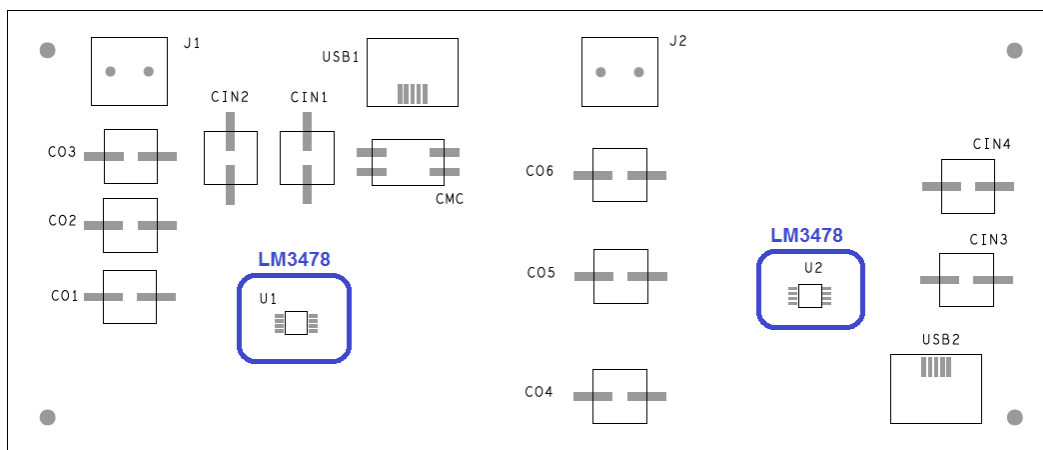 J1
USB1
J2
CIN2
CIN1
CO3
CMC
CO6
CIN4
CO2
LM3478
U1
CO1
CO5
LM3478
U2
CIN3
USB2
CO4